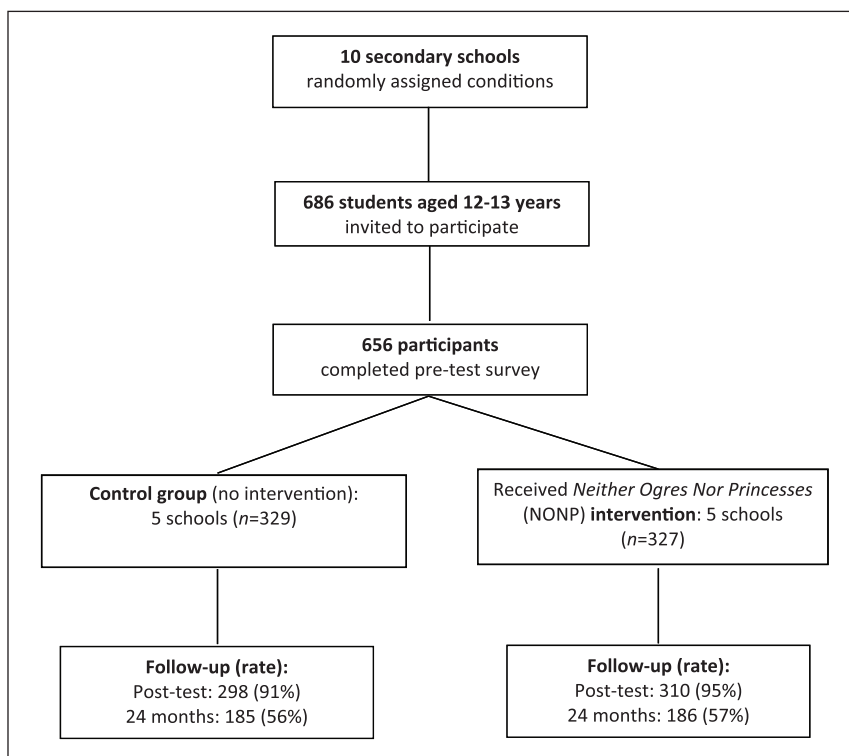 10 secondary schools
randomly assigned conditions
686 students aged 12-13 years
invited to participate
656 participants
completed pre-test survey
Control group (no intervention):
5 schools (n=329)
Received Neither Ogres Nor Princesses
(NONP) intervention: 5 schools
(n=327)
Follow-up (rate):
Post-test: 298 (91%)
24 months: 185 (56%)
Follow-up (rate):
Post-test: 310 (95%)
24 months: 186 (57%)